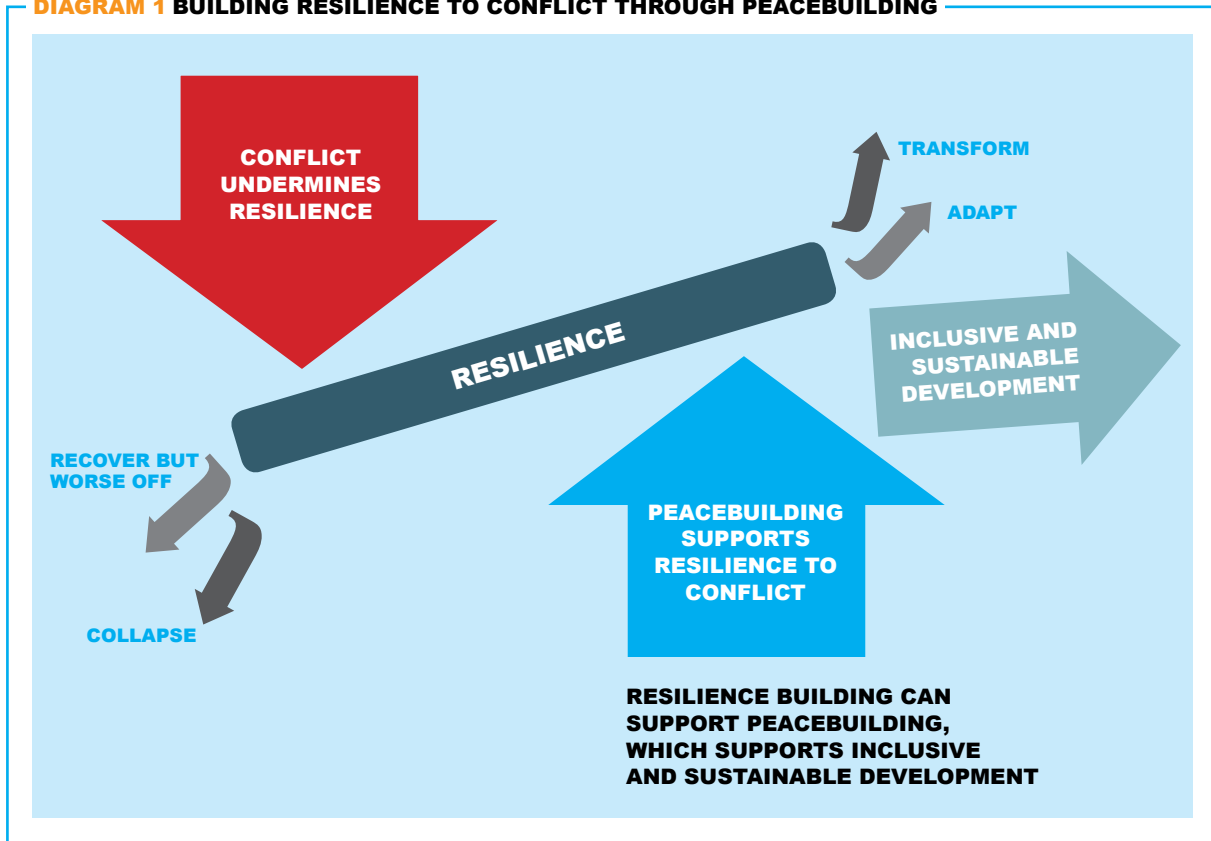 DIAGRAM 1 BUILDING RESILIENCE TO CONFLICT THROUGH PEACEBUILDING
CONFLICT
UNDERMINES
RESILIENCE
TRANSFORM
ADAPT
RESILIENCE
INCLUSIVE AND
SUSTAINABLE
DEVELOPMENT
RECOVER BUT
WORSE OFF
COLLAPSE
PEACEBUILDING
SUPPORTS
RESILIENCE TO
CONFLICT
RESILIENCE BUILDING CAN
SUPPORT PEACEBUILDING,
WHICH SUPPORTS INCLUSIVE
AND SUSTAINABLE DEVELOPMENT